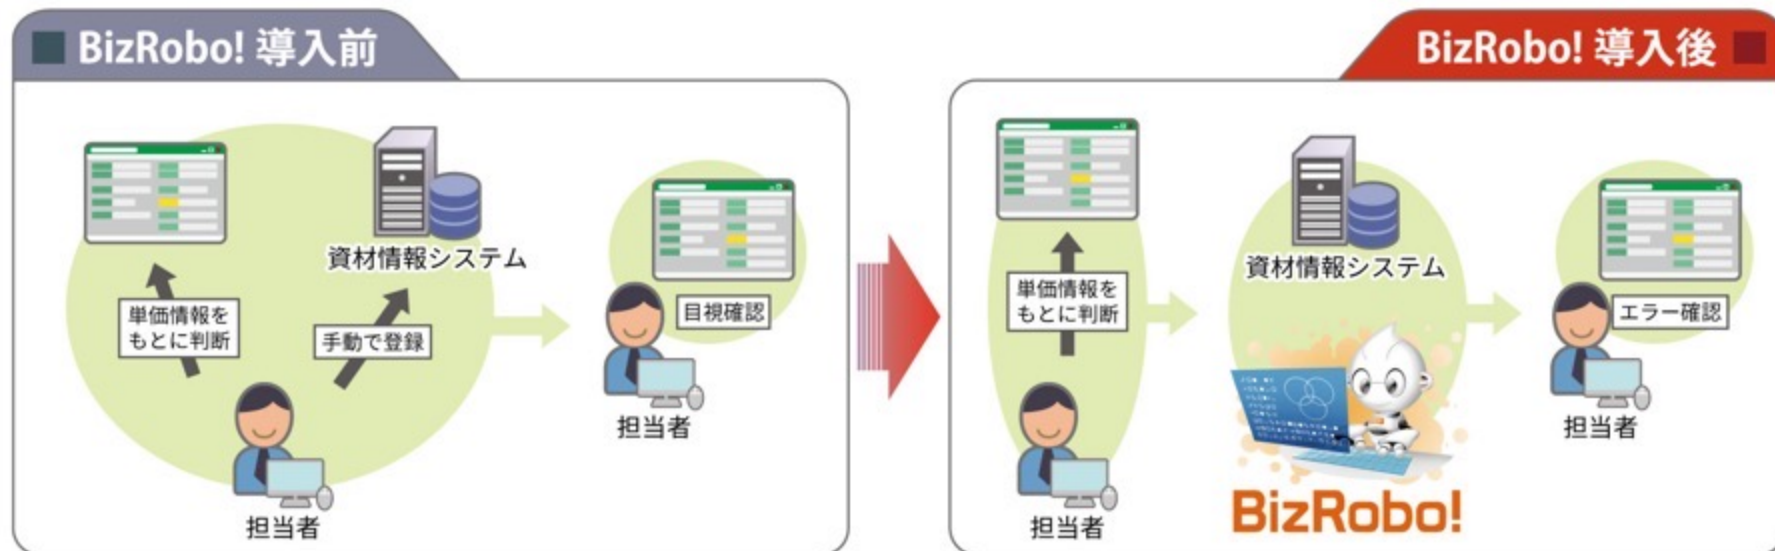 BizRobo! 導入前
資材情報システム
単価情報を
もとに判断
手動で登録
担当者
目視確認
担当者
BizRobo! 導入後
単価情報を
もとに判断
担当者
資材情報システム
BizRobo!
エラー確認
担当者